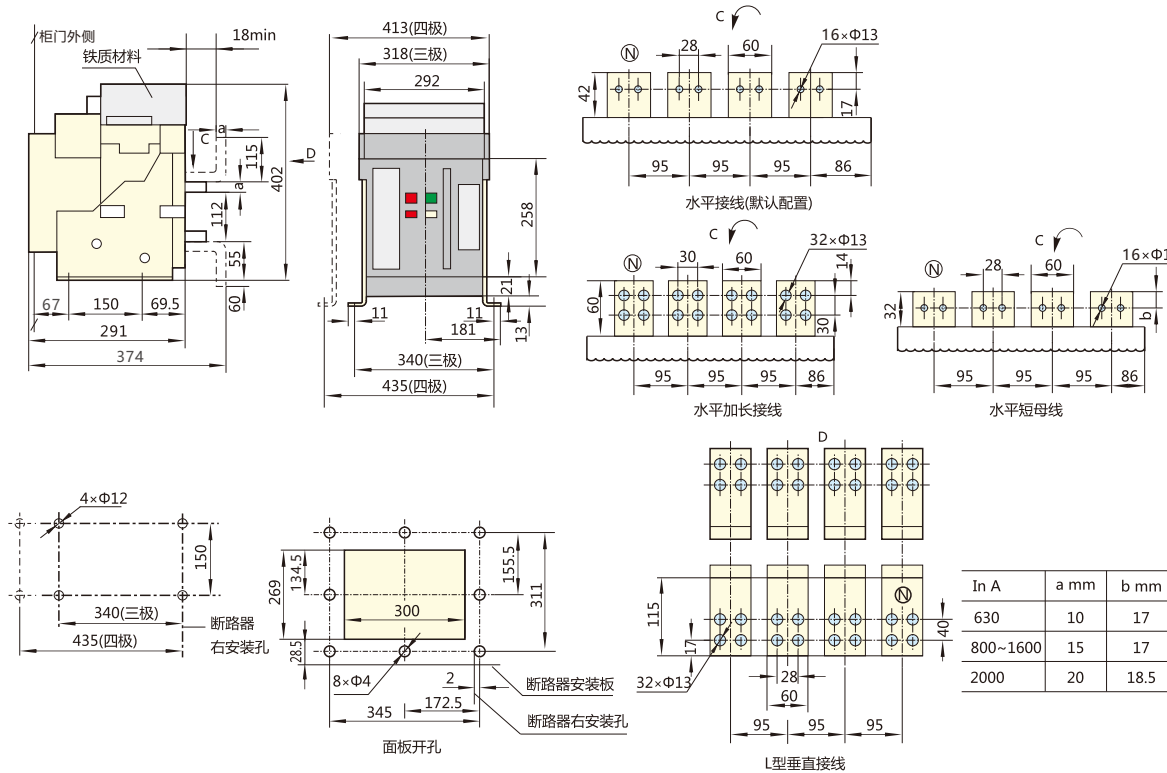 柜门外侧
铁质材料
18min
a
C
115
D
402
a
112
55
60
67
150
69.5
291
374
413(四极)
318(三极)
292
258
21
11
11
13
181
340(三极)
435(四极)
C
N
28
60
16×Φ13
42
17
95
95
95
86
水平接线(默认配置)
C
N
30
60
32×Φ13
14
60
30
95
95
95
86
水平加长接线
C
N
28
60
32
b
95
95
95
86
水平短母线
4×Φ12
150
340(三极)
435(四极)
断路器
右安装孔
269
134.5
300
155.5
311
28.5
8×Φ4
2
172.5
345
断路器安装板
断路器右安装孔
面板开孔
D
N
115
17
40
32×Φ13
28
60
95
95
95
L型垂直接线
In A a mm b mm
630 10 17
800~1600 15 17
2000 20 18.5